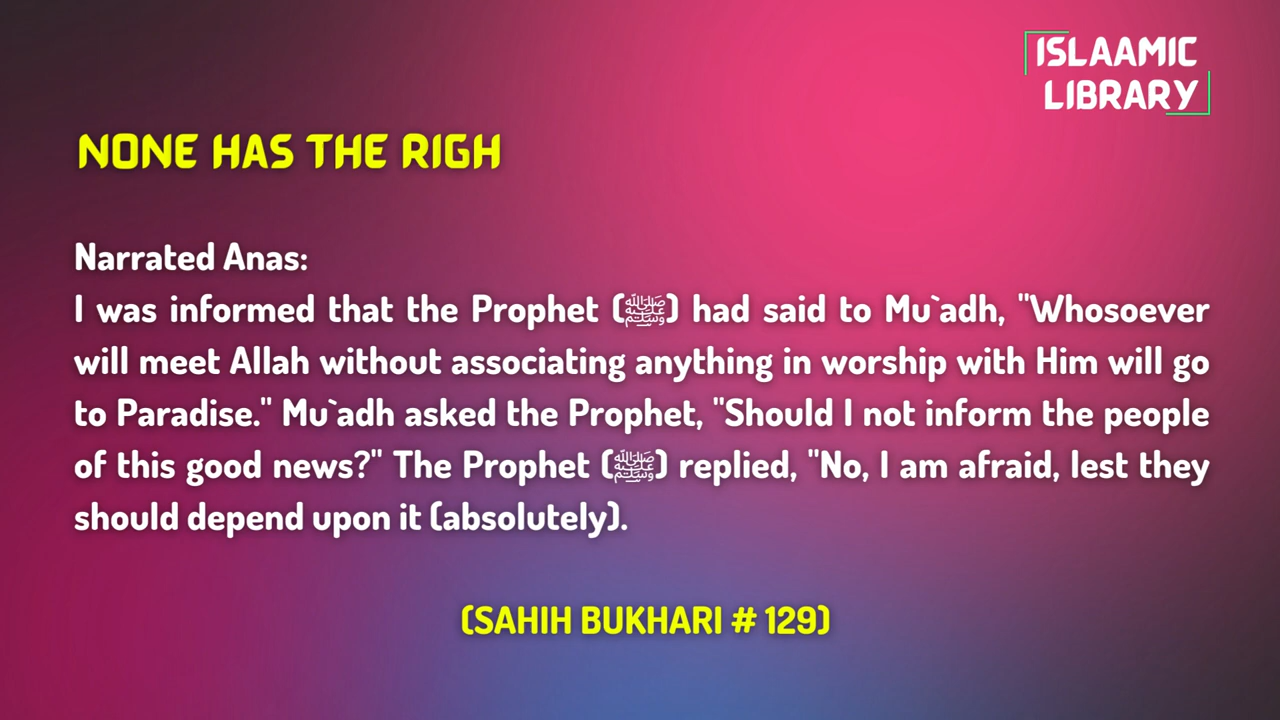 ISLAAMIC
LIBRARY
NONE HAS THE RIGH
Narrated Anas:
I was informed that the Prophet (ﷺ) had said to Mu`adh, "Whosoever
will meet Allah without associating anything in worship with Him will go
to Paradise." Mu`adh asked the Prophet, "Should I not inform the people
of this good news?" The Prophet (ﷺ) replied, "No, I am afraid, lest they
should depend upon it (absolutely).
(SAHIH BUKHARI # 129)